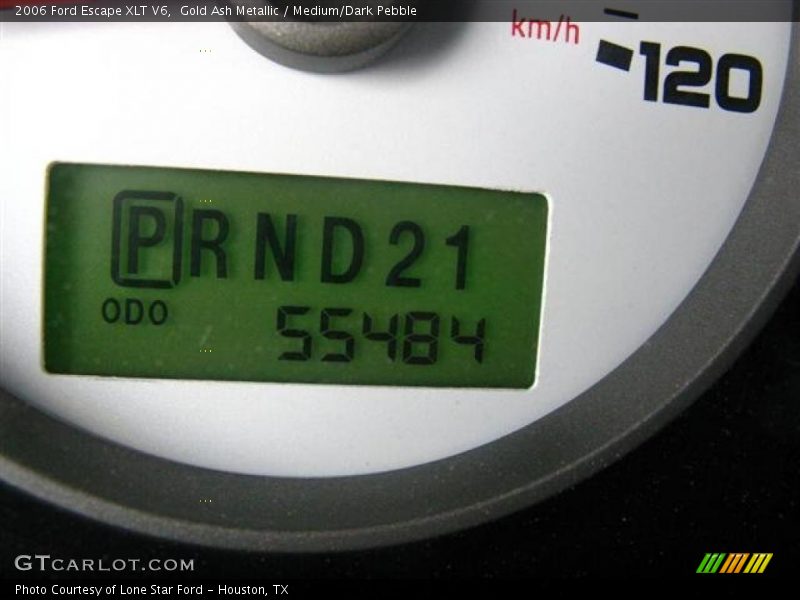 2006 Ford Escape XLT V6,  Gold Ash Metallic / Medium/Dark Pebble
km/h
120
PRND21
ODO 55484
GTCARLOT.COM
Photo Courtesy of Lone Star Ford - Houston, TX